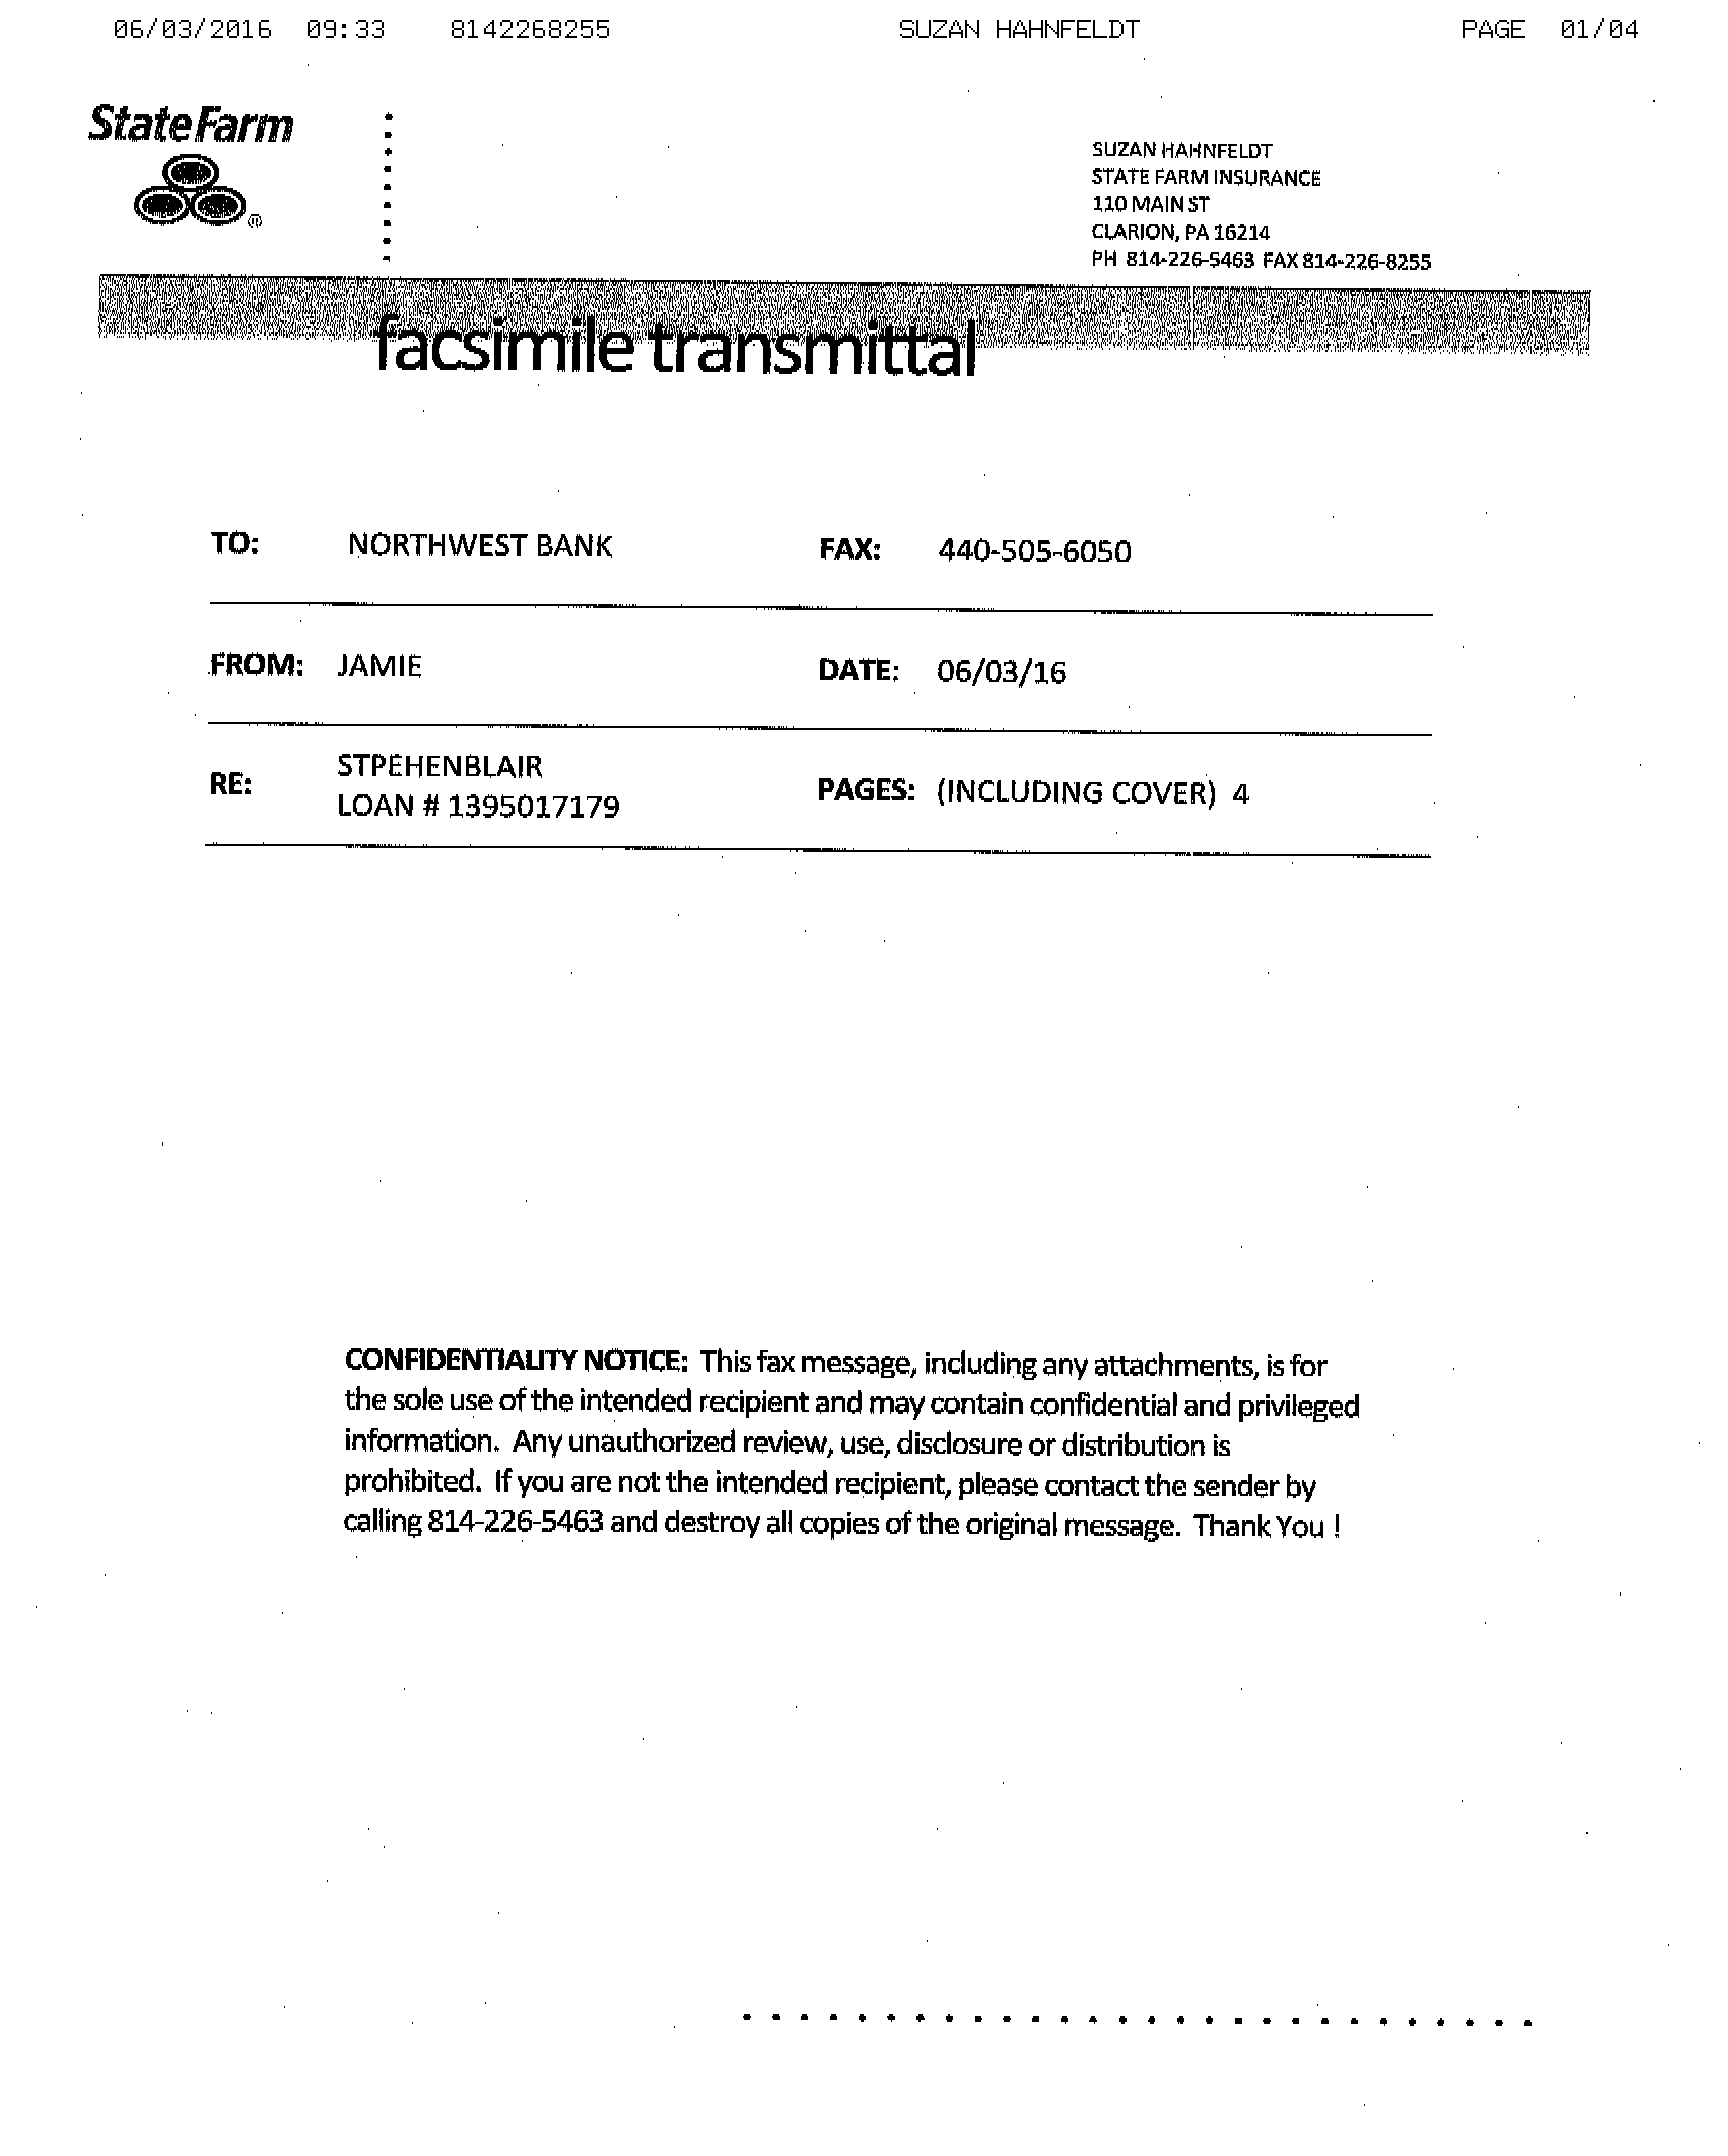 06/03/2016 09:33 8142268255 SUZAN HAHNFELDT PAGE 01/04
StateFarm
®
SUZAN HAHNFELDT
STATE FARM INSURANCE
110 MAIN ST
CLARION, PA 16214
PH 814-226-5463 FAX 814-226-8255
facsimile transmittal
TO: NORTHWEST BANK FAX: 440-505-6050
FROM: JAMIE DATE: 06/03/16
RE: STPEHENBLAIR
LOAN # 1395017179 PAGES: (INCLUDING COVER) 4
CONFIDENTIALITY NOTICE: This fax message, including any attachments, is for
the sole use of the intended recipient and may contain confidential and privileged
information. Any unauthorized review, use, disclosure or distribution is
prohibited. If you are not the intended recipient, please contact the sender by
calling 814-226-5463 and destroy all copies of the original message. Thank You !